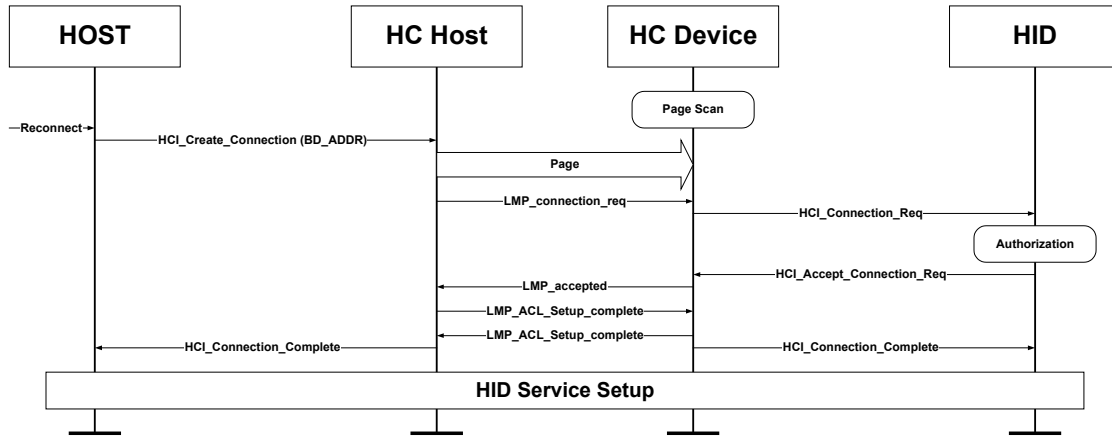 HOST
HC Host
HC Device
HID
Page Scan
Reconnect
HCI_Create_Connection (BD_ADDR)
Page
LMP_connection_req
HCI_Connection_Req
Authorization
HCI_Accept_Connection_Req
LMP_accepted
LMP_ACL_Setup_complete
LMP_ACL_Setup_complete
HCI_Connection_Complete
HCI_Connection_Complete
HID Service Setup